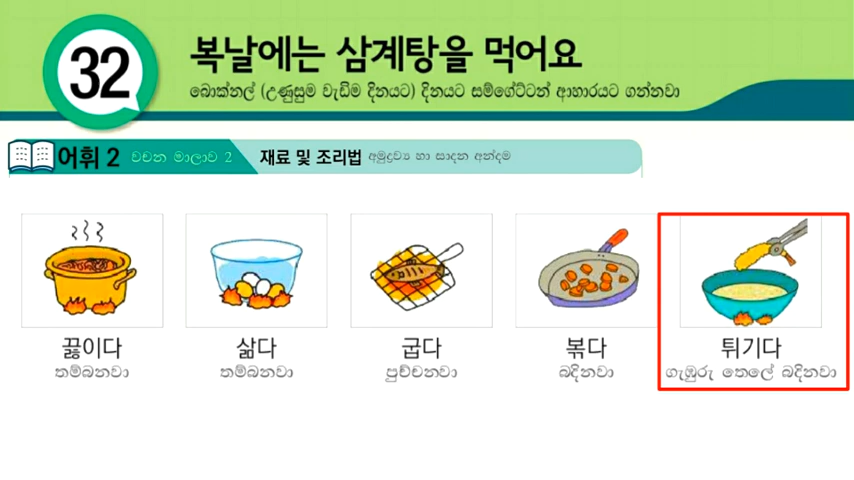 32
복날에는 삼계탕을 먹어요
බොක්නල් (උණුසුම වැඩිම දිනයට) දිනයට සම්ගේට්ටන් ආහාරයට ගන්නවා
어휘 2 වචන මාලාව 2 재료 및 조리법 අමුද්‍රව්‍ය හා සාදන අන්දම
끓이다 삶다 굽다 볶다 튀기다
තම්බනවා තම්බනවා පුච්චනවා බදිනවා ගැඹුරු තෙලේ බදිනවා